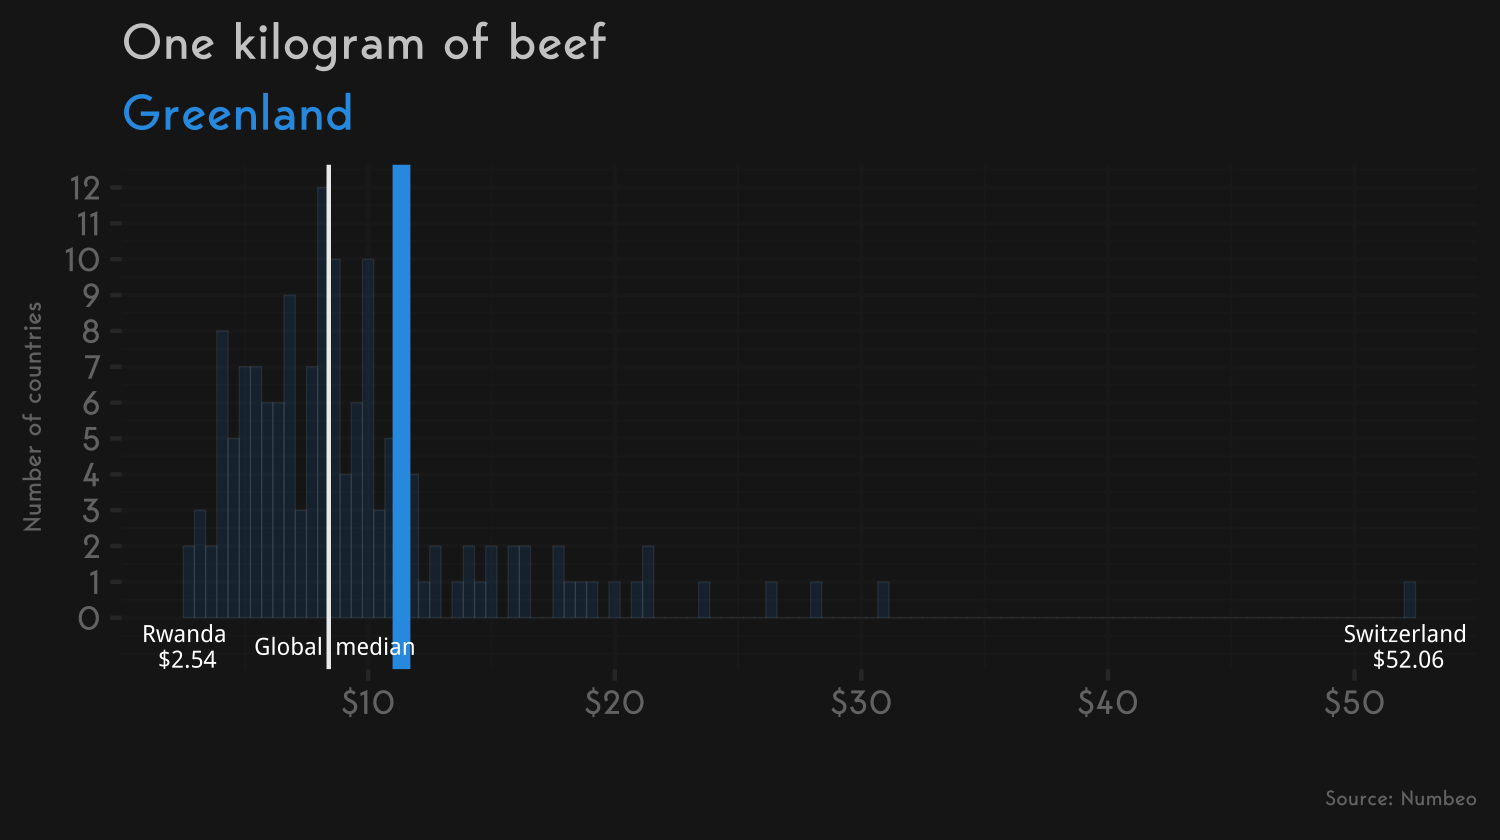 One kilogram of beef
Greenland
Number of countries
12
11
10
9
8
7
6
5
4
3
2
1
0
Rwanda
$2.54
Global median
Switzerland
$52.06
$10 $20 $30 $40 $50
Source: Numbeo